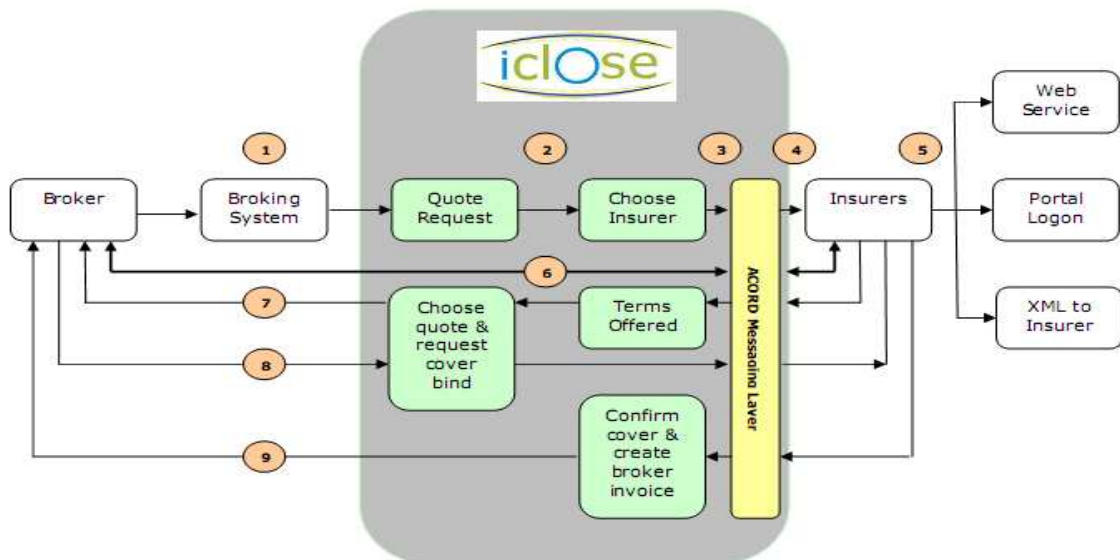 iclose
Web
Service
1
2
3
4
5
Broker
Broking
System
Quote
Request
Choose
Insurer
Insurers
Portal
Logon
ACORD Messaging Layer
6
7
Choose
quote &
request
cover
bind
Terms
Offered
XML to
Insurer
8
Confirm
cover &
create
broker
invoice
9